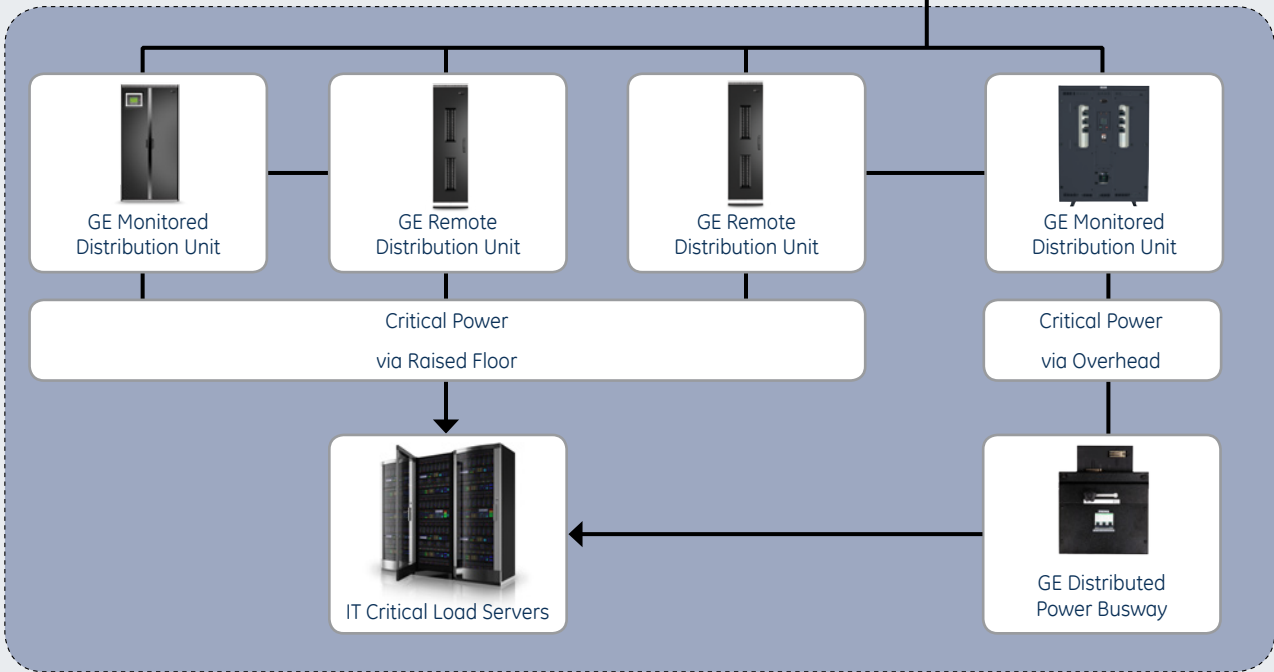 GE Monitored
Distribution Unit
GE Remote
Distribution Unit
GE Remote
Distribution Unit
GE Monitored
Distribution Unit
Critical Power
via Raised Floor
Critical Power
via Overhead
IT Critical Load Servers
GE Distributed
Power Busway